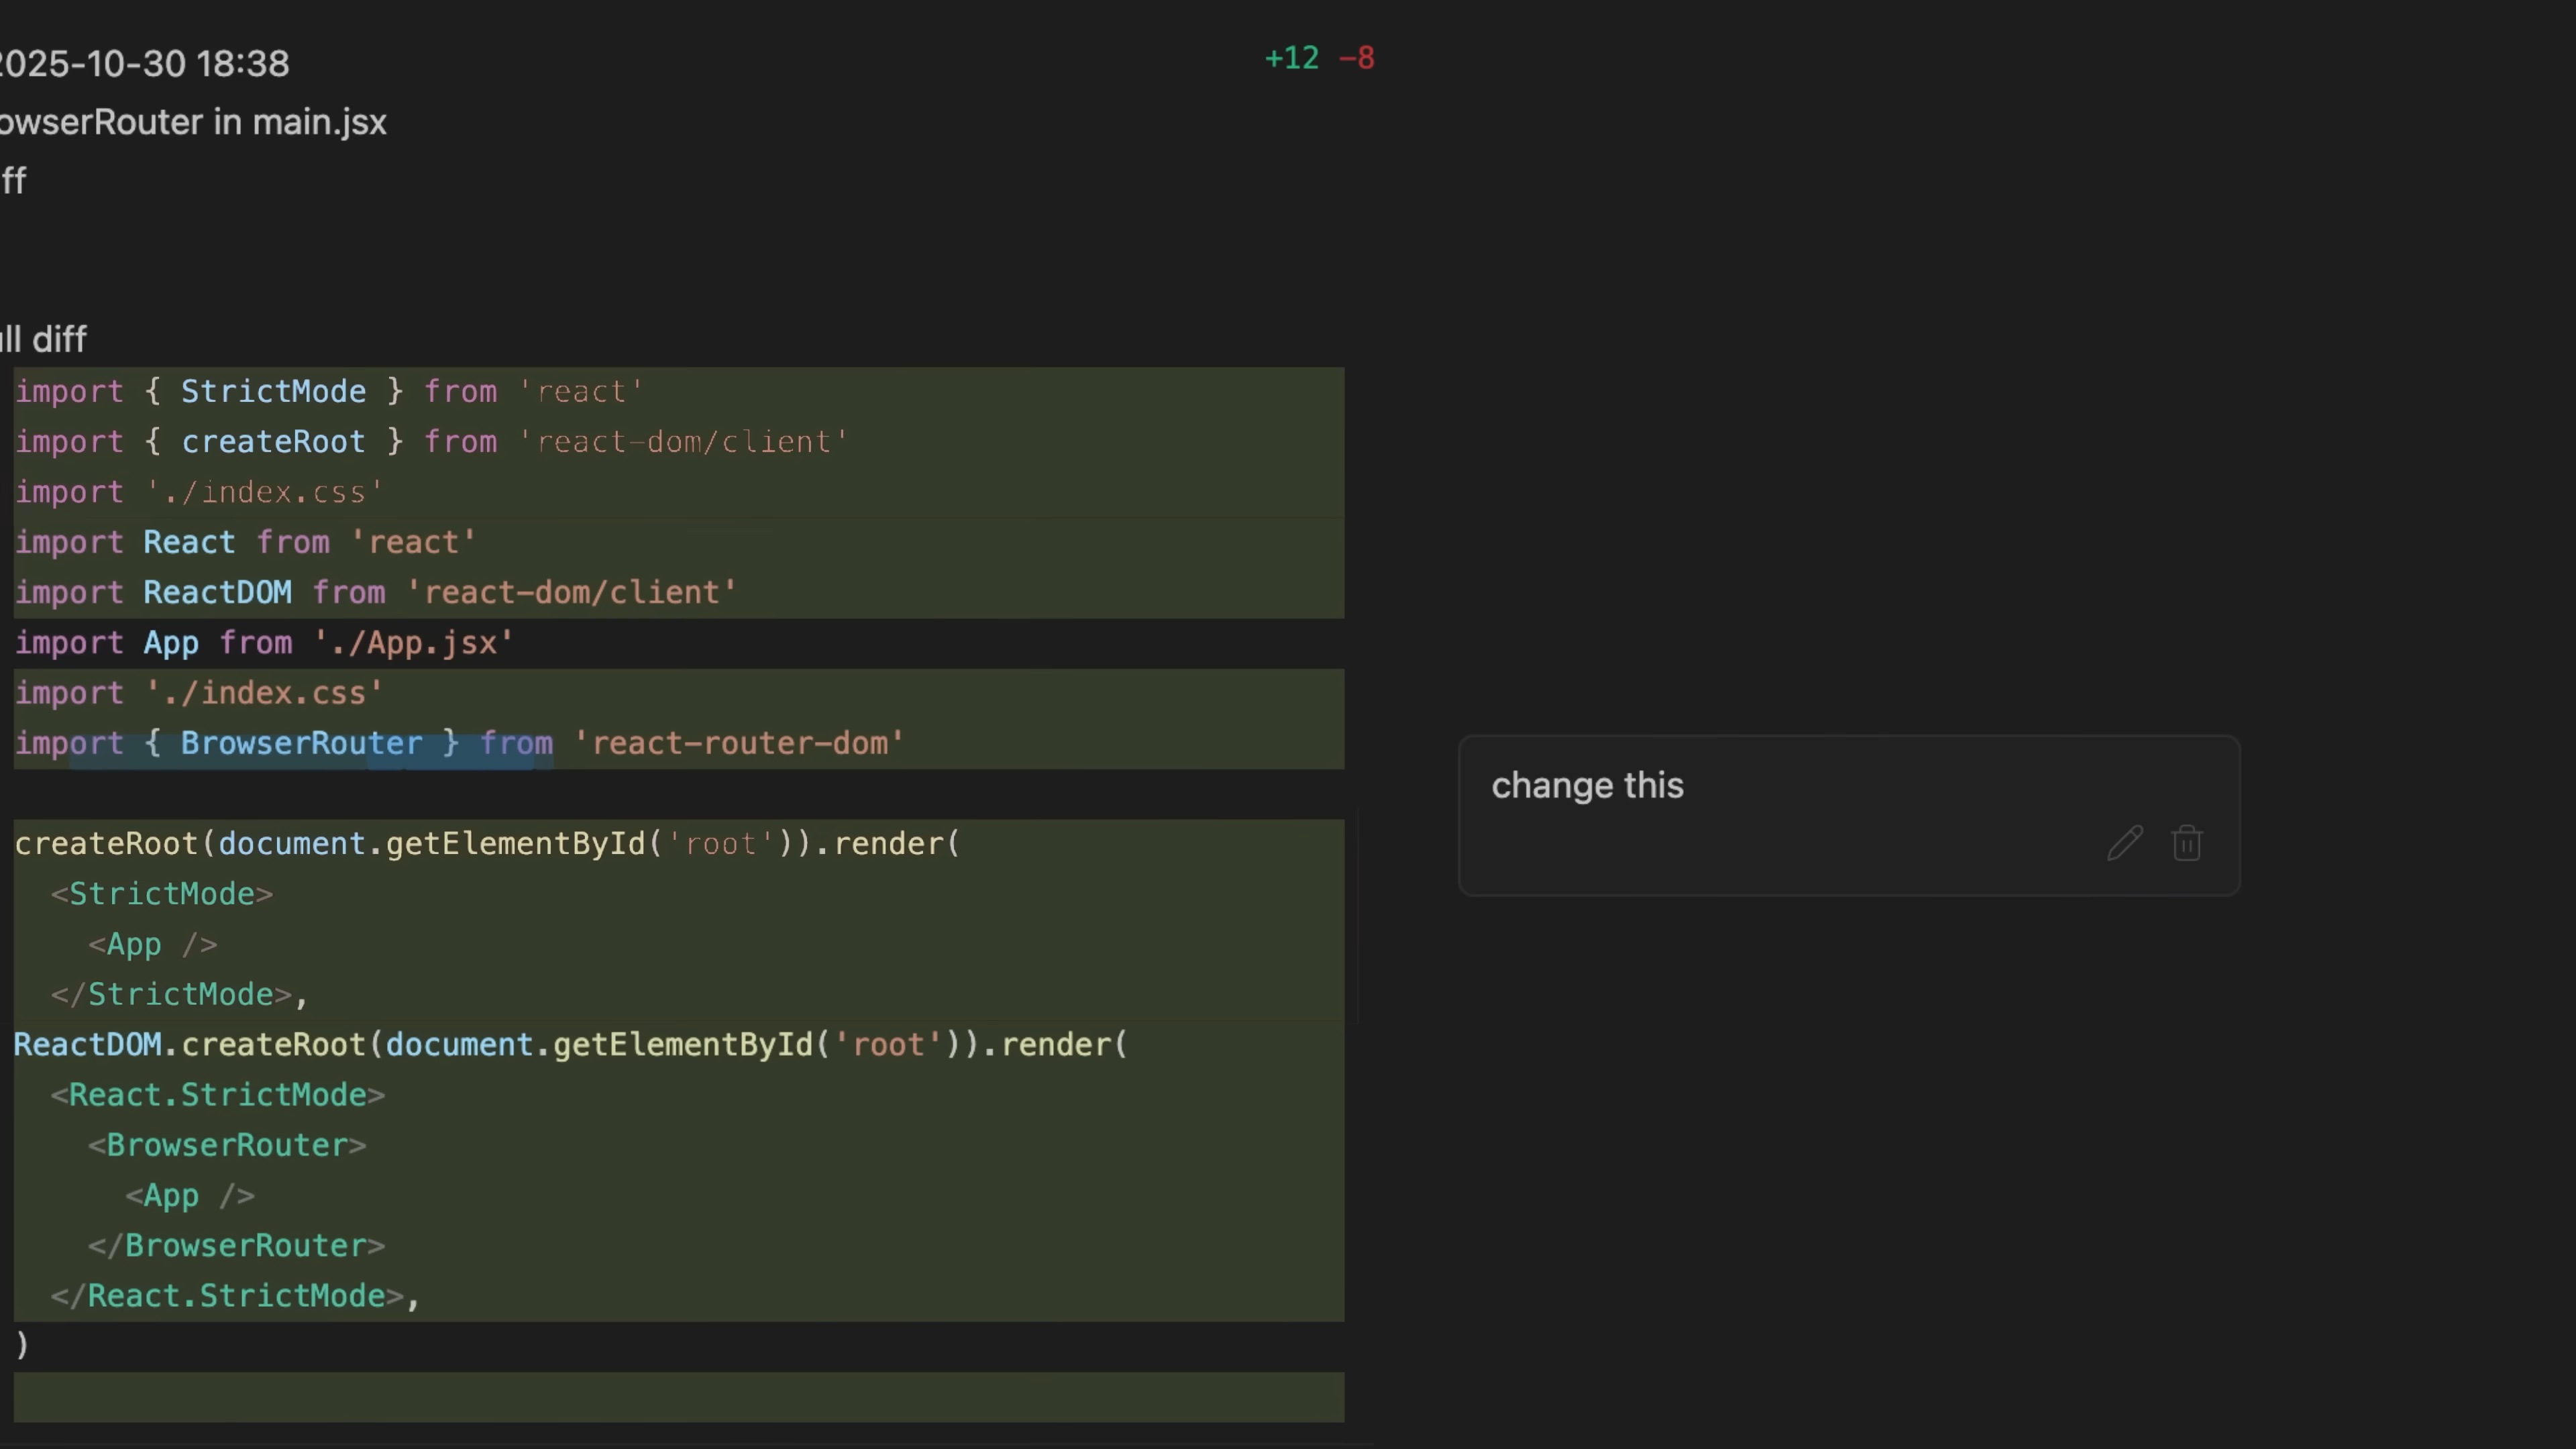 2025-10-30 18:38
+12 -8
owserRouter in main.jsx
ff
ll diff
import { StrictMode } from 'react'
import { createRoot } from 'react-dom/client'
import './index.css'
import React from 'react'
import ReactDOM from 'react-dom/client'
import App from './App.jsx'
import './index.css'
import { BrowserRouter } from 'react-router-dom'
change this
createRoot(document.getElementById('root')).render(
  <StrictMode>
    <App />
  </StrictMode>,
ReactDOM.createRoot(document.getElementById('root')).render(
  <React.StrictMode>
    <BrowserRouter>
      <App />
    </BrowserRouter>
  </React.StrictMode>,
)